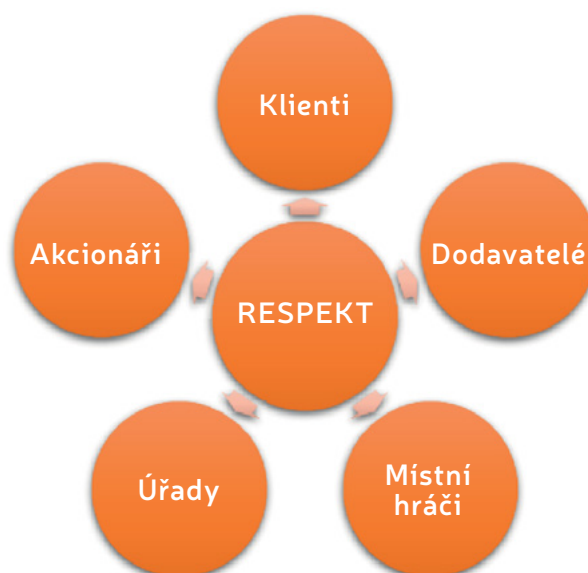 Klienti
Akcionáři
Dodavatelé
RESPEKT
Úřady
Místní
hráči